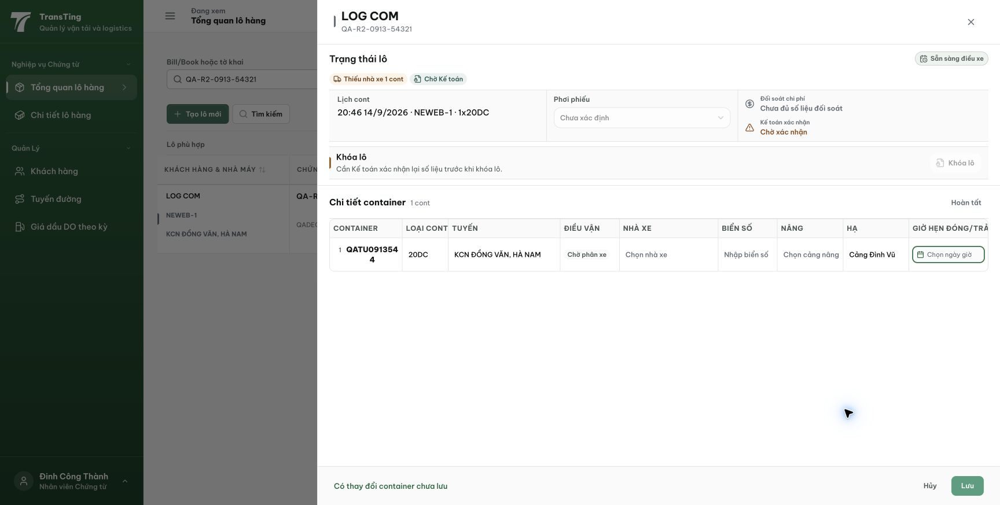 TransTing
Quản lý vận tải và logistics
Nghiệp vụ Chứng từ
Tổng quan lô hàng
Chi tiết lô hàng
Quản Lý
Khách hàng
Tuyến đường
Giá dầu DO theo kỳ
Đinh Công Thành
Nhân viên Chứng từ
Đang xem
Tổng quan lô hàng
Bill/Book hoặc tờ khai
QA-R2-0913-54321
Tạo lô mới
Tìm kiếm
Lô phù hợp
KHÁCH HÀNG & NHÀ MÁY
CHỨN
LOG COM
QA-R
NEWEB-1
QADEC
KCN ĐỒNG VĂN, HÀ NAM
LOG COM
QA-R2-0913-54321
Trạng thái lô
Sẵn sàng điều xe
Thiếu nhà xe 1 cont
Chờ Kế toán
Lịch cont
20:46 14/9/2026 · NEWEB-1 · 1x20DC
Phơi phiếu
Chưa xác định
Đối soát chi phí
Chưa đủ số liệu đối soát
Kế toán xác nhận
Chờ xác nhận
Khóa lô
Cần Kế toán xác nhận lại số liệu trước khi khóa lô.
Khóa lô
Chi tiết container 1 cont
Hoàn tất
CONTAINER LOẠI CONT TUYẾN ĐIỀU VẬN NHÀ XE BIỂN SỐ NÂNG HẠ GIỜ HẸN ĐÓNG/TRẢ
1 QATU091354
4
20DC
KCN ĐỒNG VĂN, HÀ NAM
Chờ phân xe
Chọn nhà xe
Nhập biển số
Chọn cảng nâng
Cảng Đình Vũ
Chọn ngày giờ
Có thay đổi container chưa lưu
Hủy
Lưu